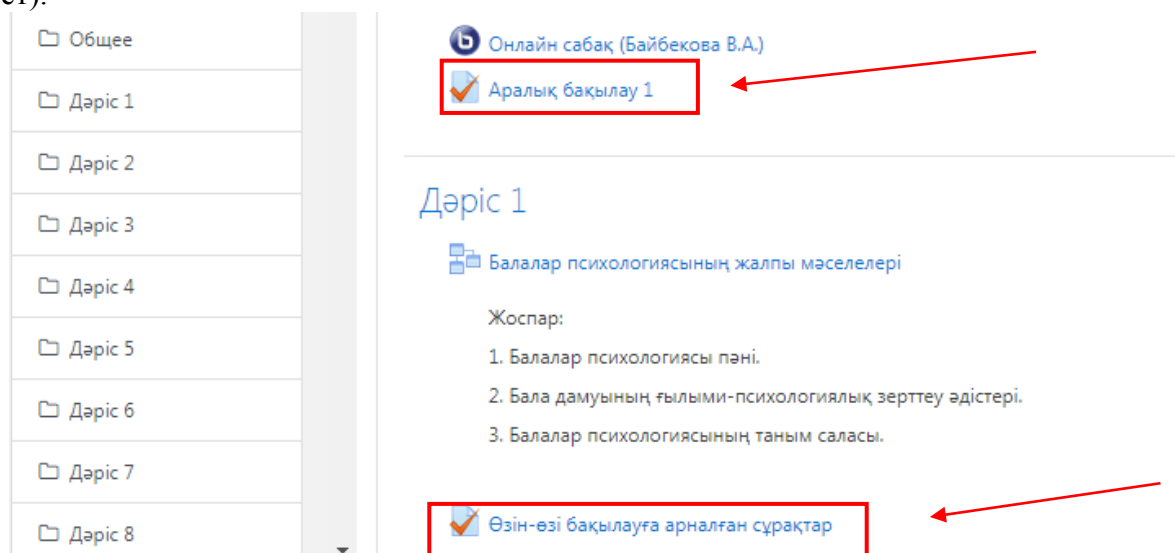 ст).
Общее
Дәріс 1
Дәріс 2
Дәріс 3
Дәріс 4
Дәріс 5
Дәріс 6
Дәріс 7
Дәріс 8
Онлайн сабақ (Байбекова В.А.)
Аралық бақылау 1
Дәріс 1
Балалар психологиясының жалпы мәселелері
Жоспар:
1. Балалар психологиясы пәні.
2. Бала дамуының ғылыми-психологиялық зерттеу әдістері.
3. Балалар психологиясының таным саласы.
Өзін-өзі бақылауға арналған сұрақтар